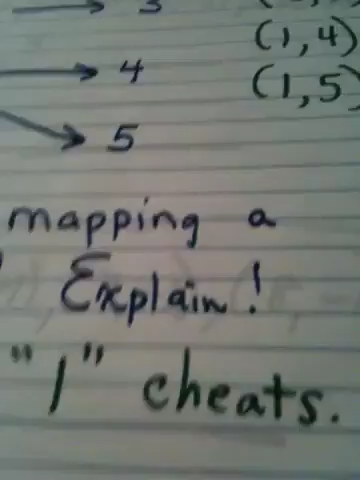 3
(1, 4)
4
(1, 5)
5
mapping a
Explain!
"1" cheats.